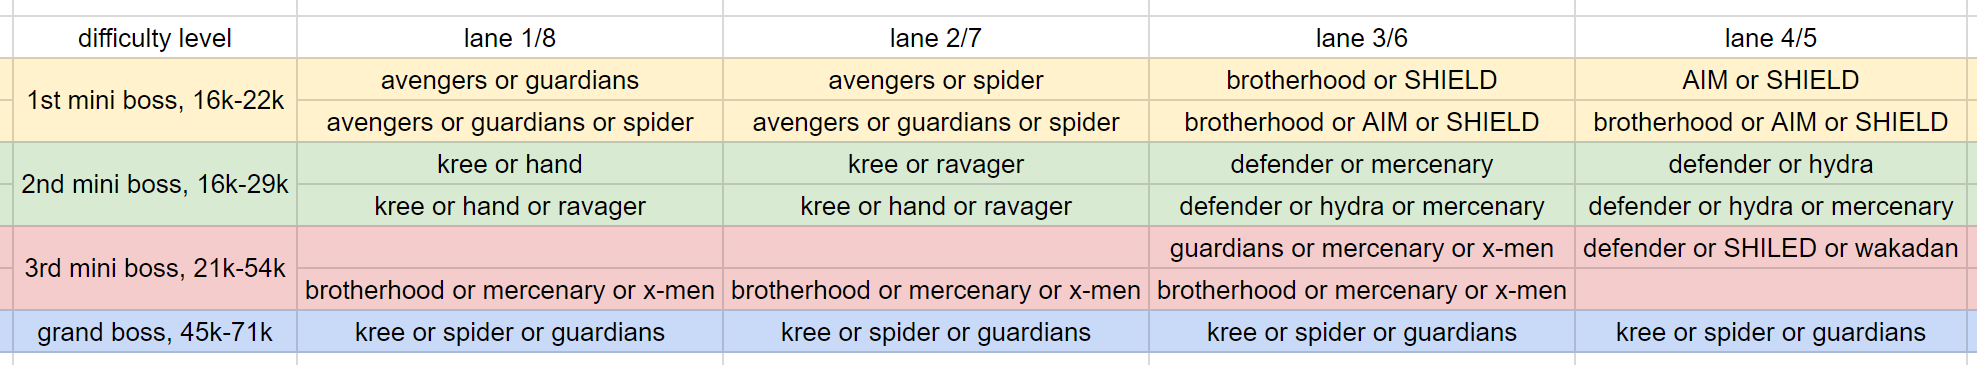 difficulty level lane 1/8 lane 2/7 lane 3/6 lane 4/5
avengers or guardians avengers or spider brotherhood or SHIELD AIM or SHIELD
1st mini boss, 16k-22k
avengers or guardians or spider avengers or guardians or spider brotherhood or AIM or SHIELD brotherhood or AIM or SHIELD
kree or hand kree or ravager defender or mercenary defender or hydra
2nd mini boss, 16k-29k
kree or hand or ravager kree or hand or ravager defender or hydra or mercenary defender or hydra or mercenary
guardians or mercenary or x-men defender or SHILED or wakadan
3rd mini boss, 21k-54k
brotherhood or mercenary or x-men brotherhood or mercenary or x-men brotherhood or mercenary or x-men
grand boss, 45k-71k kree or spider or guardians kree or spider or guardians kree or spider or guardians kree or spider or guardians